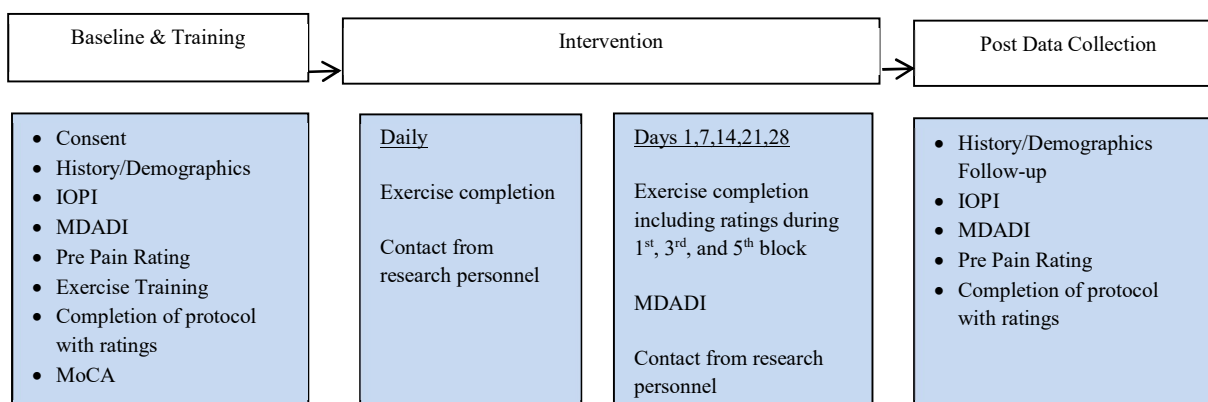 Baseline & Training
Intervention
Post Data Collection
• Consent
• History/Demographics
• IOPI
• MDADI
• Pre Pain Rating
• Exercise Training
• Completion of protocol
with ratings
• MoCA
Daily
Exercise completion
Contact from
research personnel
Days 1,7,14,21,28
Exercise completion
including ratings during
1st, 3rd, and 5th block
MDADI
Contact from research
personnel
• History/Demographics
Follow-up
• IOPI
• MDADI
• Pre Pain Rating
• Completion of protocol
with ratings